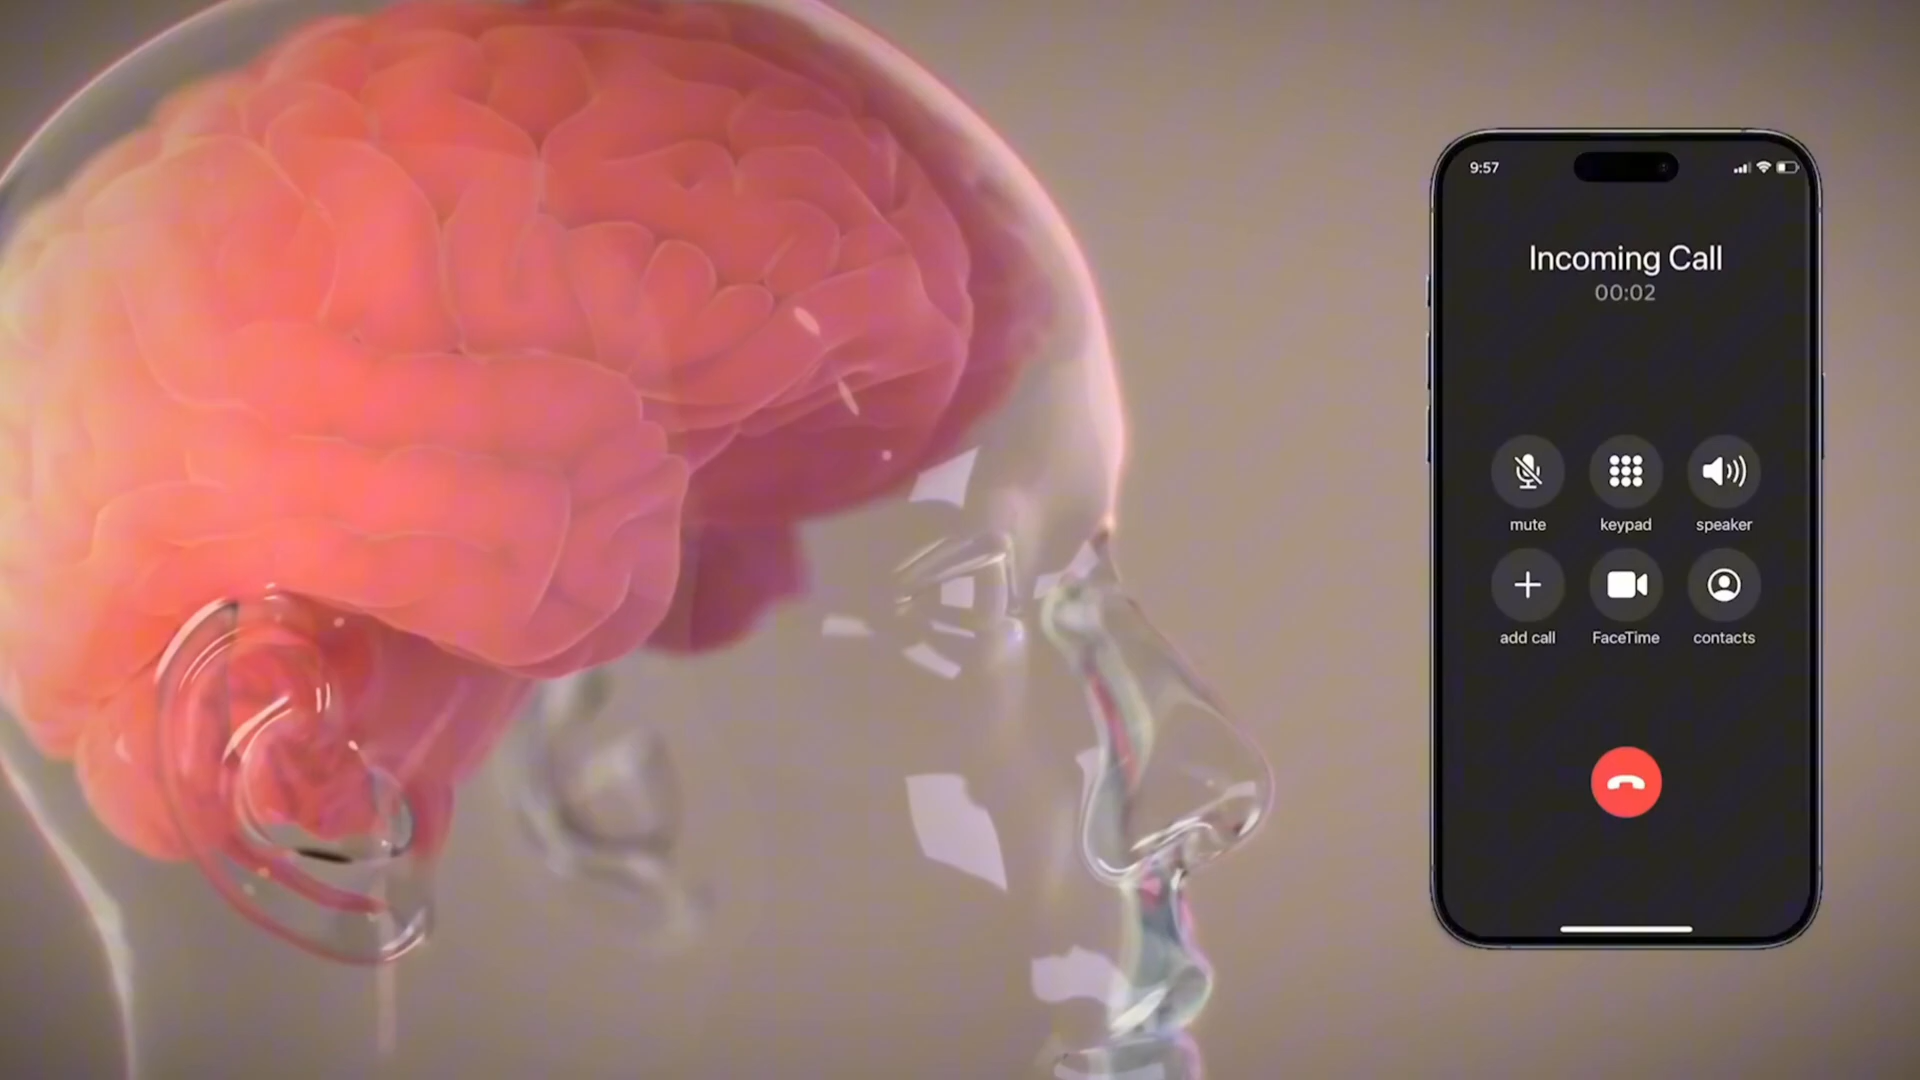 9:57
Incoming Call
00:02
mute keypad speaker
add call FaceTime contacts